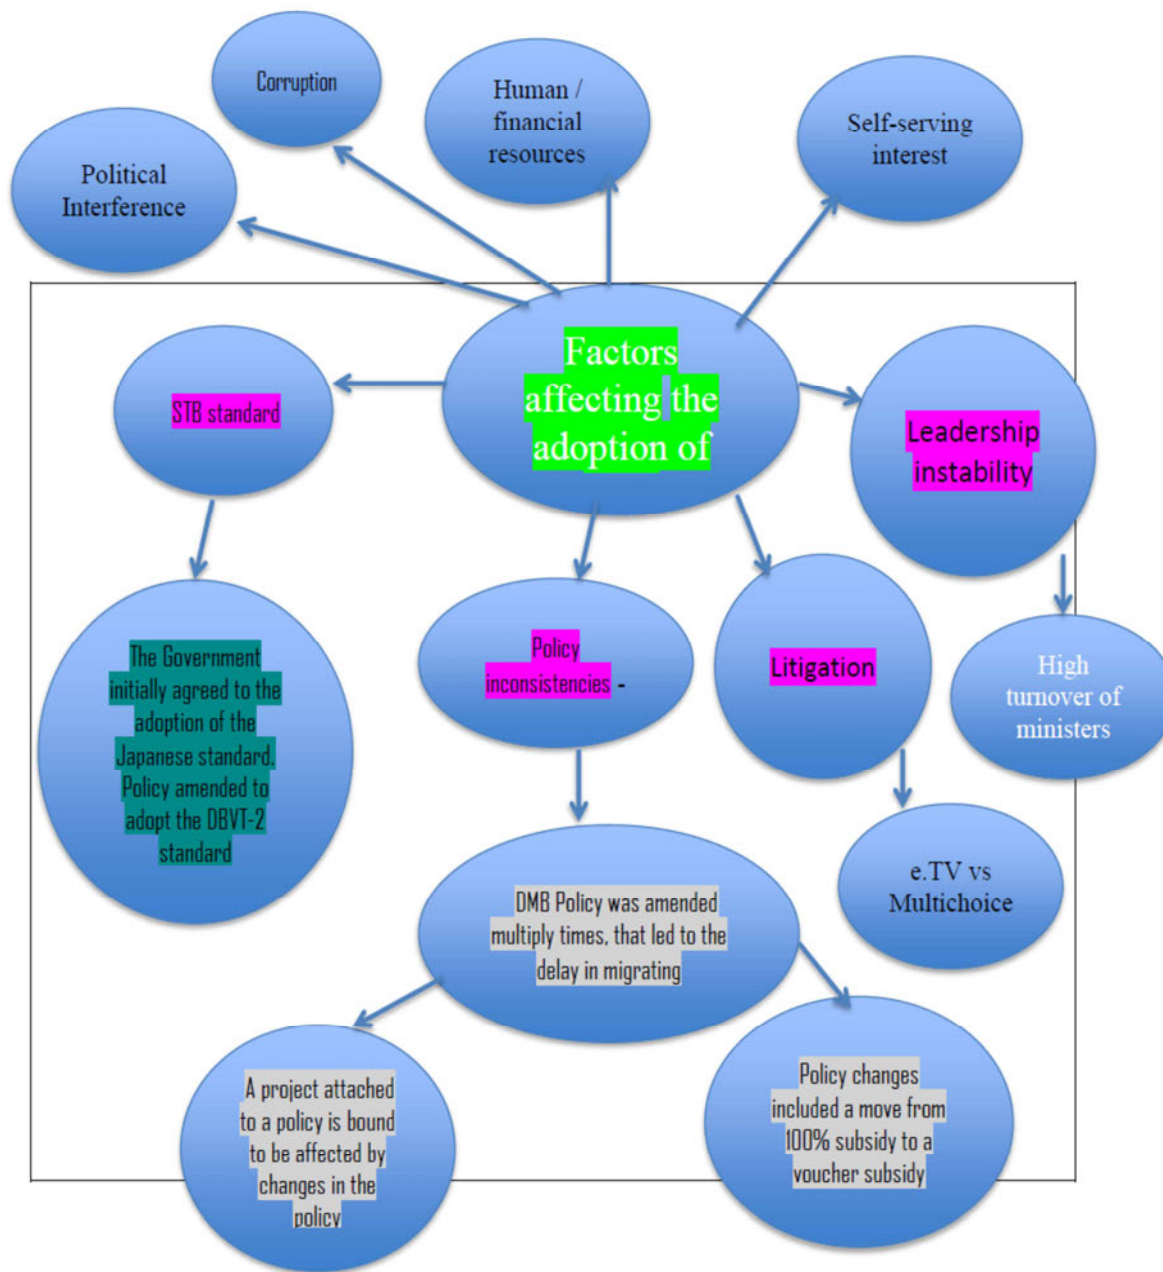 Corruption
Human /
financial
resources
Self-serving
interest
Political
Interference
Factors
affecting the
adoption of
STB standard
Leadership
instability
The Government
initially agreed to the
adoption of the
Japanese standard.
Policy amended to
adopt the DBVT-2
standard
Policy
inconsistencies -
Litigation
High
turnover of
ministers
e.TV vs
Multichoice
DMB Policy was amended
multiply times, that led to the
delay in migrating
A project attached
to a policy is bound
to be affected by
changes in the
policy
Policy changes
included a move from
100% subsidy to a
voucher subsidy